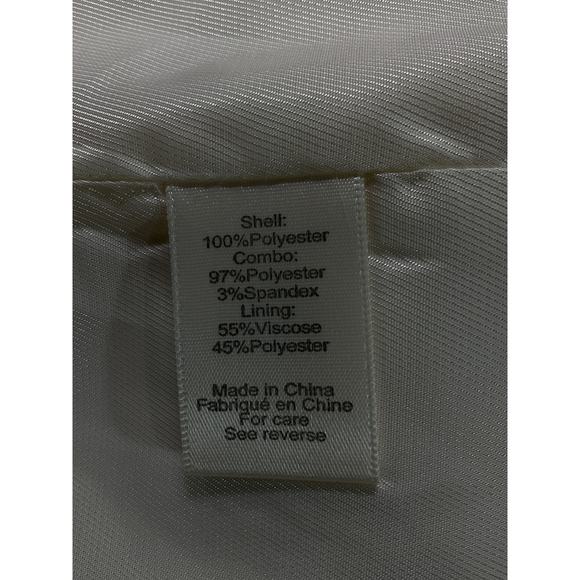 Shell:
100%Polyester
Combo:
97%Polyester
3%Spandex
Lining:
55%Viscose
45%Polyester
Made in China
Fabriqué en Chine
For care
See reverse